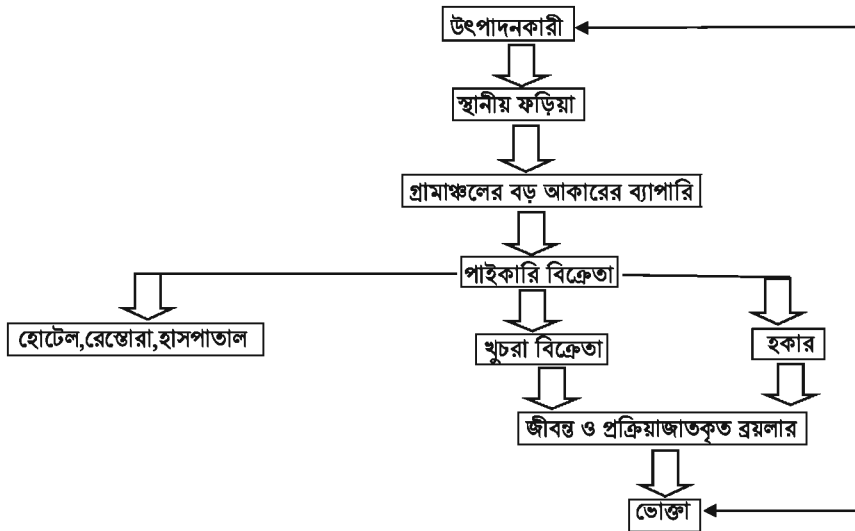 উৎপাদনকারী
স্থানীয় ফড়িয়া
গ্রামাঞ্চলের বড় আকারের ব্যাপারি
পাইকারি বিক্রেতা
হোটেল,রেস্তোরা,হাসপাতাল
খুচরা বিক্রেতা
হকার
জীবন্ত ও প্রক্রিয়াজাতকৃত ব্রয়লার
ভোক্তা